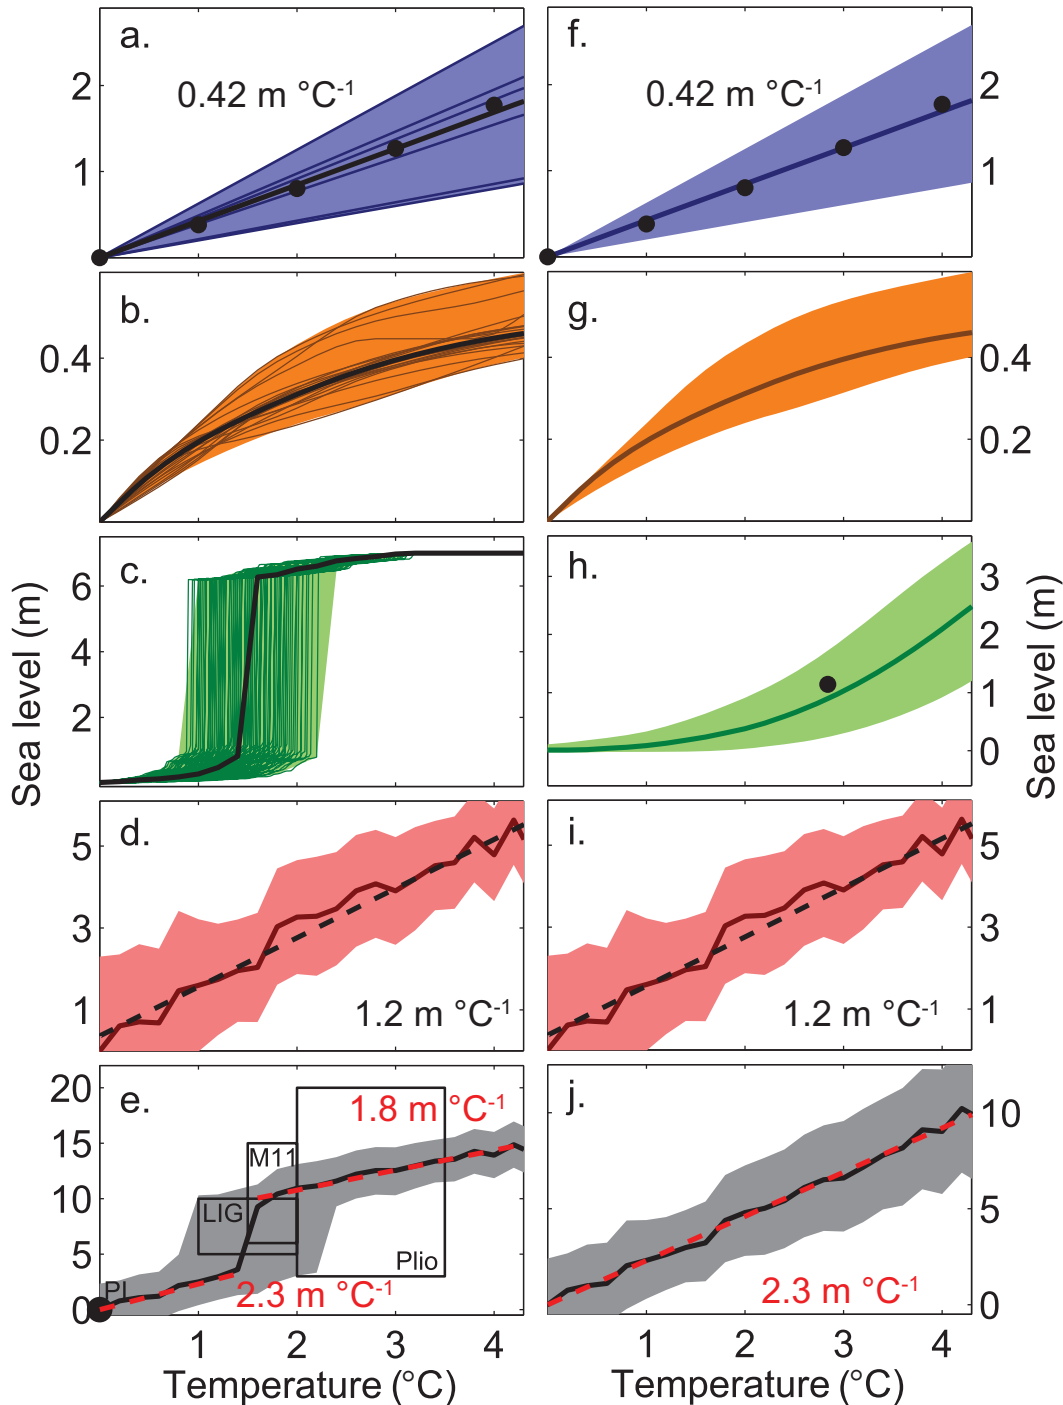 a.
0.42 m °C-1
2
1
f.
0.42 m °C-1
2
1
b.
0.4
0.2
g.
0.4
0.2
c.
6
4
2
h.
3
2
1
0
Sea level (m)
Sea level (m)
d.
5
3
1
1.2 m °C-1
i.
5
3
1
1.2 m °C-1
e.
20
15
10
5
0
1.8 m °C-1
M11
LIG
Plio
PI
2.3 m °C-1
j.
10
5
0
2.3 m °C-1
1 2 3 4
1 2 3 4
Temperature (°C)
Temperature (°C)